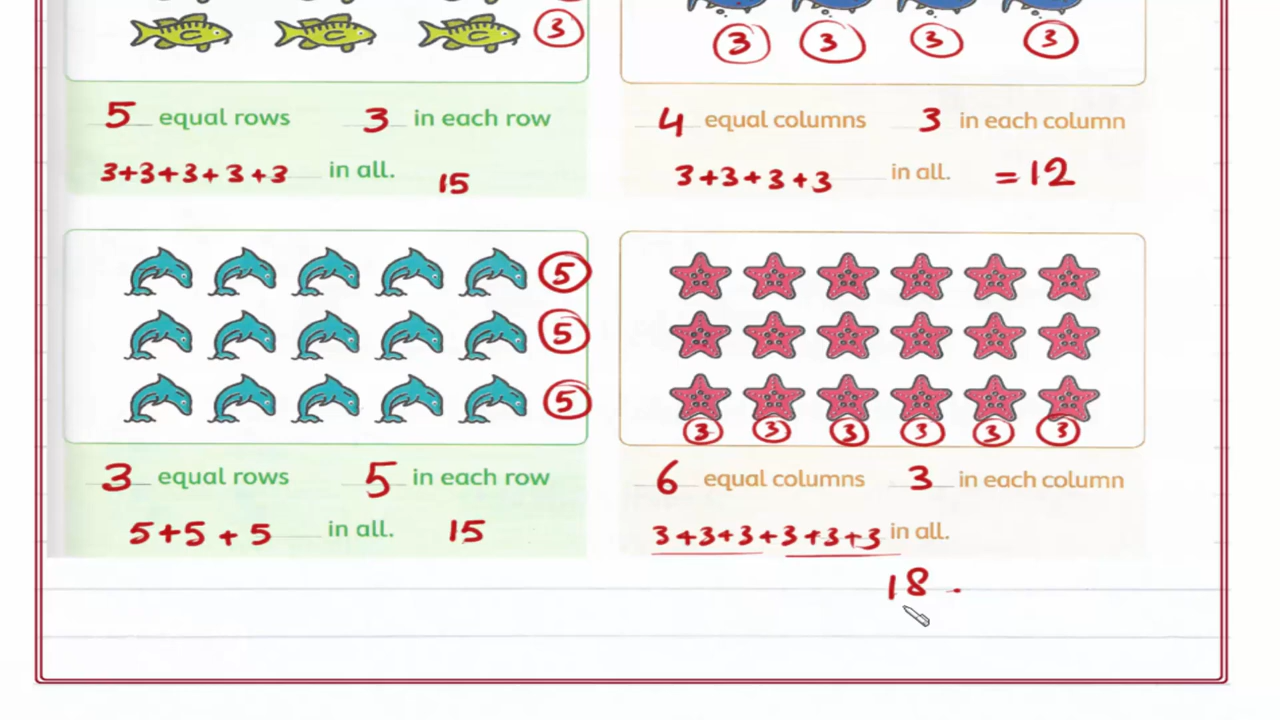 3
3 3 3 3
5 equal rows 3 in each row
3+3+3+3+3 in all. 15
4 equal columns 3 in each column
3+3+3+3 in all. =12
5
5
5
3 3 3 3 3 3
3 equal rows 5 in each row
5+5+5 in all. 15
6 equal columns 3 in each column
3+3+3+3+3+3 in all.
18.